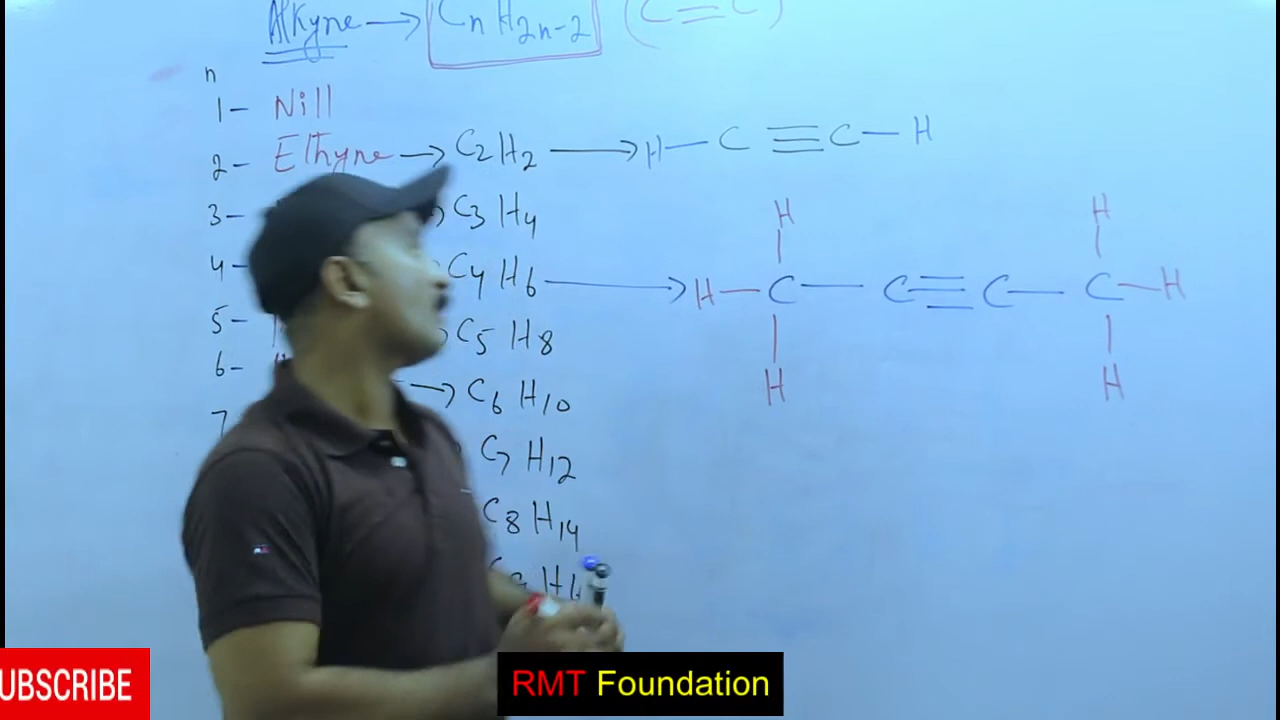 Alkyne → CnH2n-2 (C≡C)
n
1- Nill
2- Ethyne → C2H2 → H-C≡C-H
3- C3H4
H H
4- C4H6 → H-C-C≡C-C-H
H H
5- C5H8
6- → C6H10
7 C7H12
C8H14
UBSCRIBE
RMT Foundation